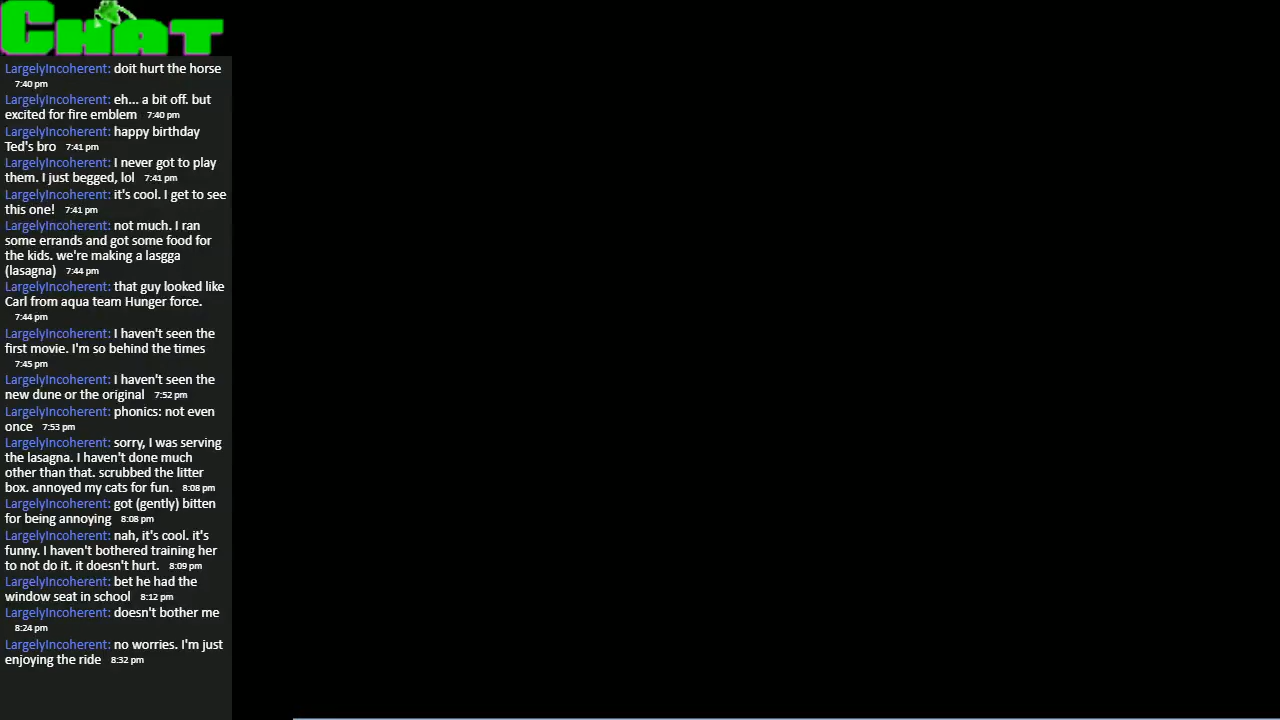 CHAT
LargelyIncoherent: doit hurt the horse
7:40 pm
LargelyIncoherent: eh... a bit off. but
excited for fire emblem 7:40 pm
LargelyIncoherent: happy birthday
Ted's bro 7:41 pm
LargelyIncoherent: I never got to play
them. I just begged, lol 7:41 pm
LargelyIncoherent: it's cool. I get to see
this one! 7:41 pm
LargelyIncoherent: not much. I ran
some errands and got some food for
the kids. we're making a lasgga
(lasagna) 7:44 pm
LargelyIncoherent: that guy looked like
Carl from aqua team Hunger force.
7:44 pm
LargelyIncoherent: I haven't seen the
first movie. I'm so behind the times
7:45 pm
LargelyIncoherent: I haven't seen the
new dune or the original 7:52 pm
LargelyIncoherent: phonics: not even
once 7:53 pm
LargelyIncoherent: sorry, I was serving
the lasagna. I haven't done much
other than that. scrubbed the litter
box. annoyed my cats for fun. 8:08 pm
LargelyIncoherent: got (gently) bitten
for being annoying 8:08 pm
LargelyIncoherent: nah, it's cool. it's
funny. I haven't bothered training her
to not do it. it doesn't hurt. 8:09 pm
LargelyIncoherent: bet he had the
window seat in school 8:12 pm
LargelyIncoherent: doesn't bother me
8:24 pm
LargelyIncoherent: no worries. I'm just
enjoying the ride 8:32 pm